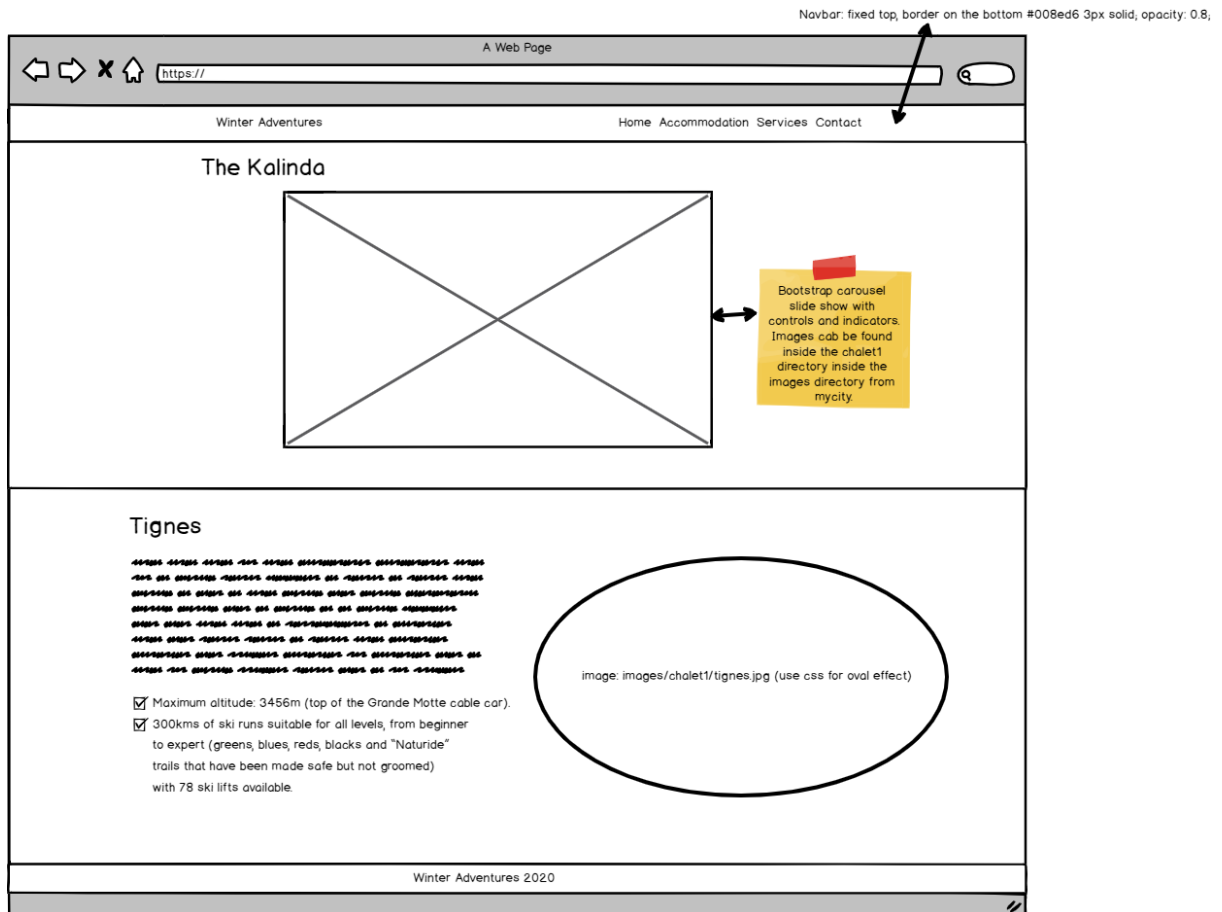 Navbar: fixed top, border on the bottom #008ed6 3px solid; opacity: 0.8;
A Web Page
https://
Winter Adventures
Home Accommodation Services Contact
The Kalinda
Bootstrap carousel
slide show with
controls and indicators.
Images cab be found
inside the chalet1
directory inside the
images directory from
mycity.
Tignes
Maximum altitude: 3456m (top of the Grande Motte cable car).
300kms of ski runs suitable for all levels, from beginner
to expert (greens, blues, reds, blacks and "Naturide"
trails that have been made safe but not groomed)
with 78 ski lifts available.
image: images/chalet1/tignes.jpg (use css for oval effect)
Winter Adventures 2020